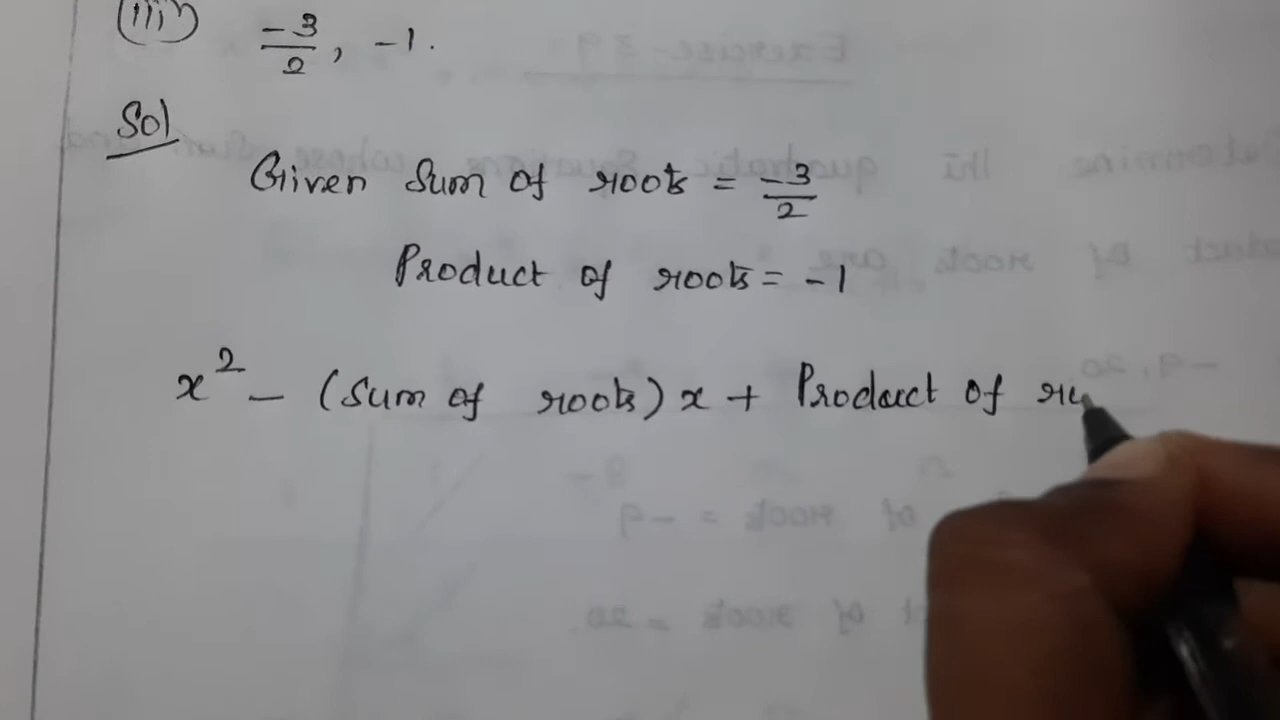 (iii) -3/2, -1.
Sol
Given Sum of roots = -3/2
Product of roots = -1
x² - (Sum of roots) x + Product of